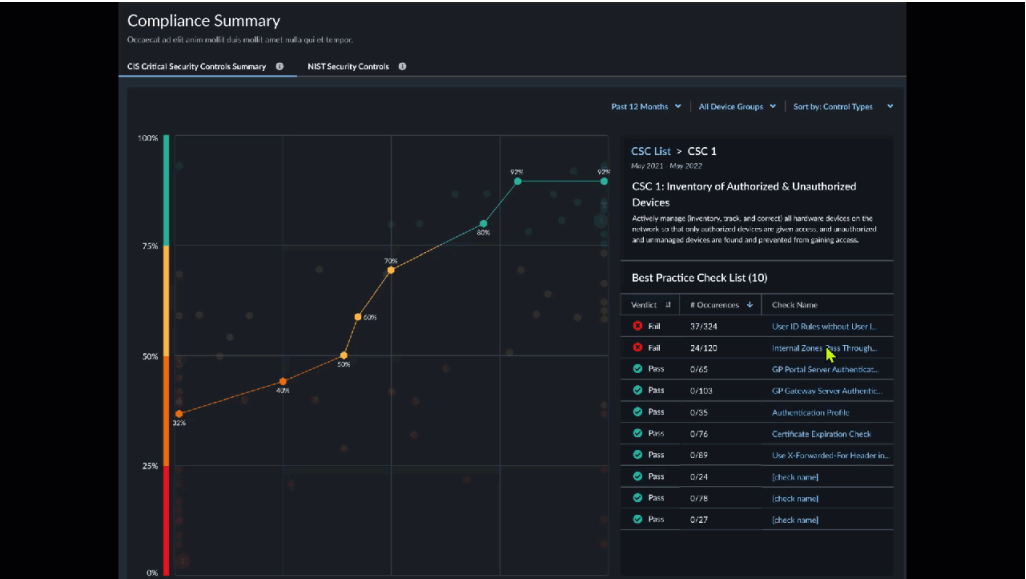 Compliance Summary
Occaecat ad elit anim mollit duis mollit amet nulla qui et tempor.
CIS Critical Security Controls Summary
NIST Security Controls
Past 12 Months
All Device Groups
Sort by: Control Types
100%
75%
50%
25%
0%
32%
40%
50%
60%
70%
80%
92%
92%
CSC List > CSC 1
May 2021 - May 2022
CSC 1: Inventory of Authorized & Unauthorized
Devices
Actively manage (inventory, track, and correct) all hardware devices on the
network so that only authorized devices are given access, and unauthorized
and unmanaged devices are found and prevented from gaining access.
Best Practice Check List (10)
Verdict # Occurences Check Name
Fail 37/324 User ID Rules without User I...
Fail 24/120 Internal Zones Pass Through...
Pass 0/65 GP Portal Server Authenticat...
Pass 0/103 GP Gateway Server Authentic...
Pass 0/35 Authentication Profile
Pass 0/76 Certificate Expiration Check
Pass 0/89 Use X-Forwarded-For Header in...
Pass 0/24 [check name]
Pass 0/78 [check name]
Pass 0/27 [check name]